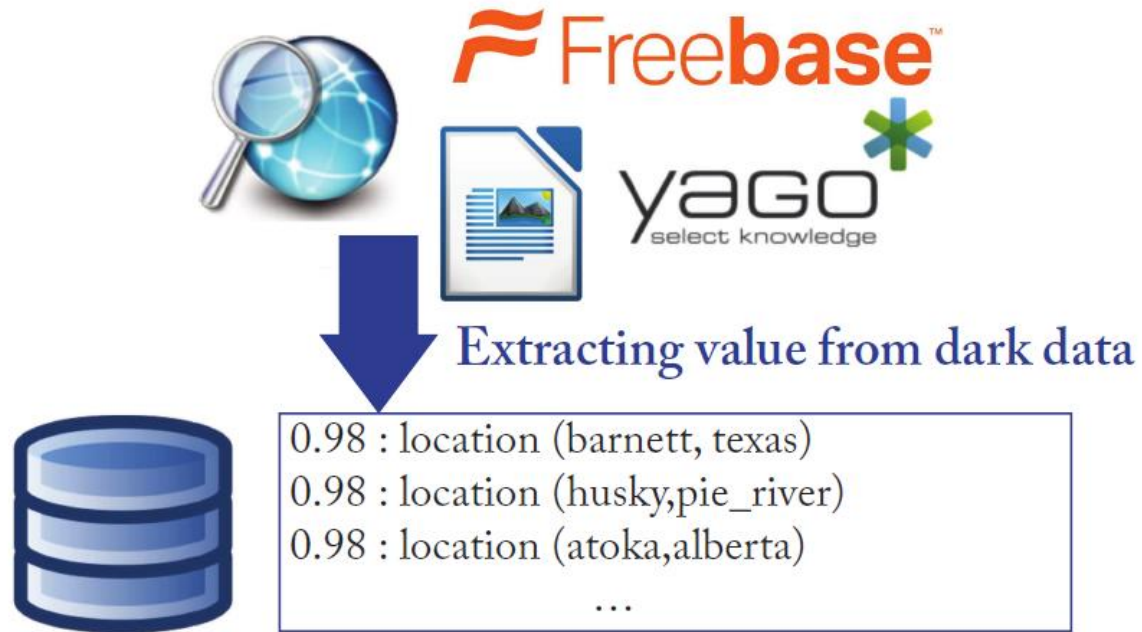 Freebase™
yago
select knowledge
Extracting value from dark data
0.98 : location (barnett, texas)
0.98 : location (husky,pie_river)
0.98 : location (atoka,alberta)
...